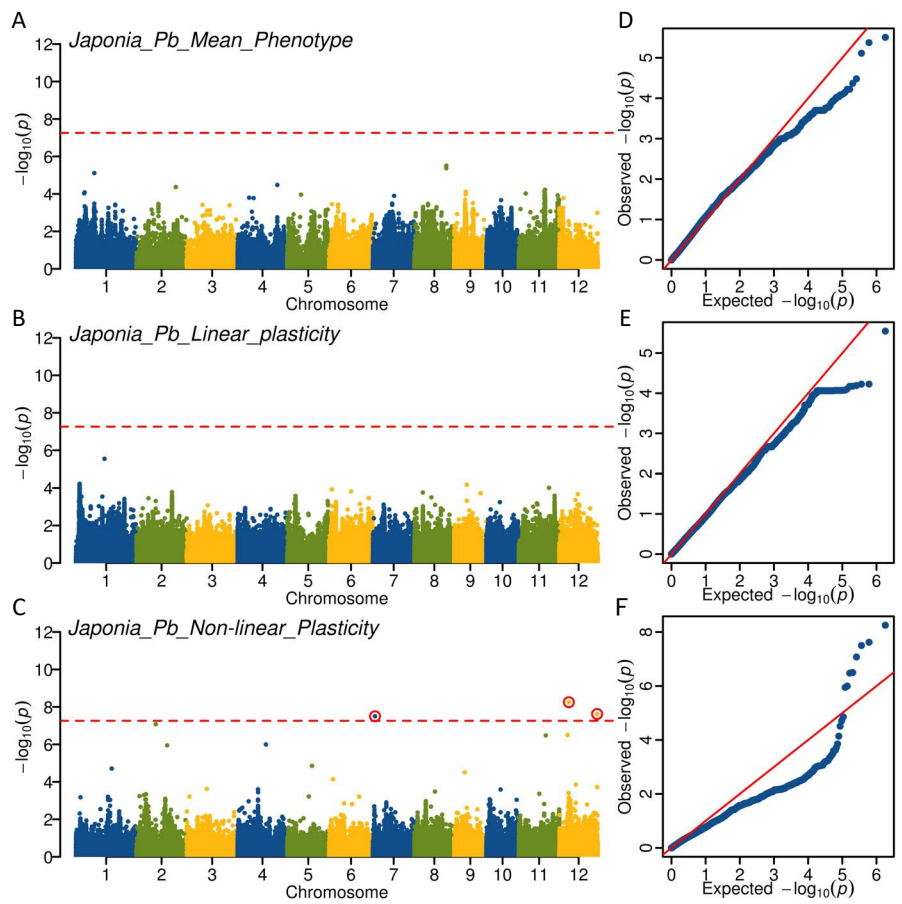 A
Japonia_Pb_Mean_Phenotype
12
10
8
6
4
2
0
−log10(p)
1 2 3 4 5 6 7 8 9 10 11 12
Chromosome
D
5
4
3
2
1
0
Observed −log10(p)
0 1 2 3 4 5 6
Expected −log10(p)
B
Japonia_Pb_Linear_plasticity
12
10
8
6
4
2
0
−log10(p)
1 2 3 4 5 6 7 8 9 10 11 12
Chromosome
E
5
4
3
2
1
0
Observed −log10(p)
0 1 2 3 4 5 6
Expected −log10(p)
C
Japonia_Pb_Non-linear_Plasticity
12
10
8
6
4
2
0
−log10(p)
1 2 3 4 5 6 7 8 9 10 11 12
Chromosome
F
8
6
4
2
0
Observed −log10(p)
0 1 2 3 4 5 6
Expected −log10(p)